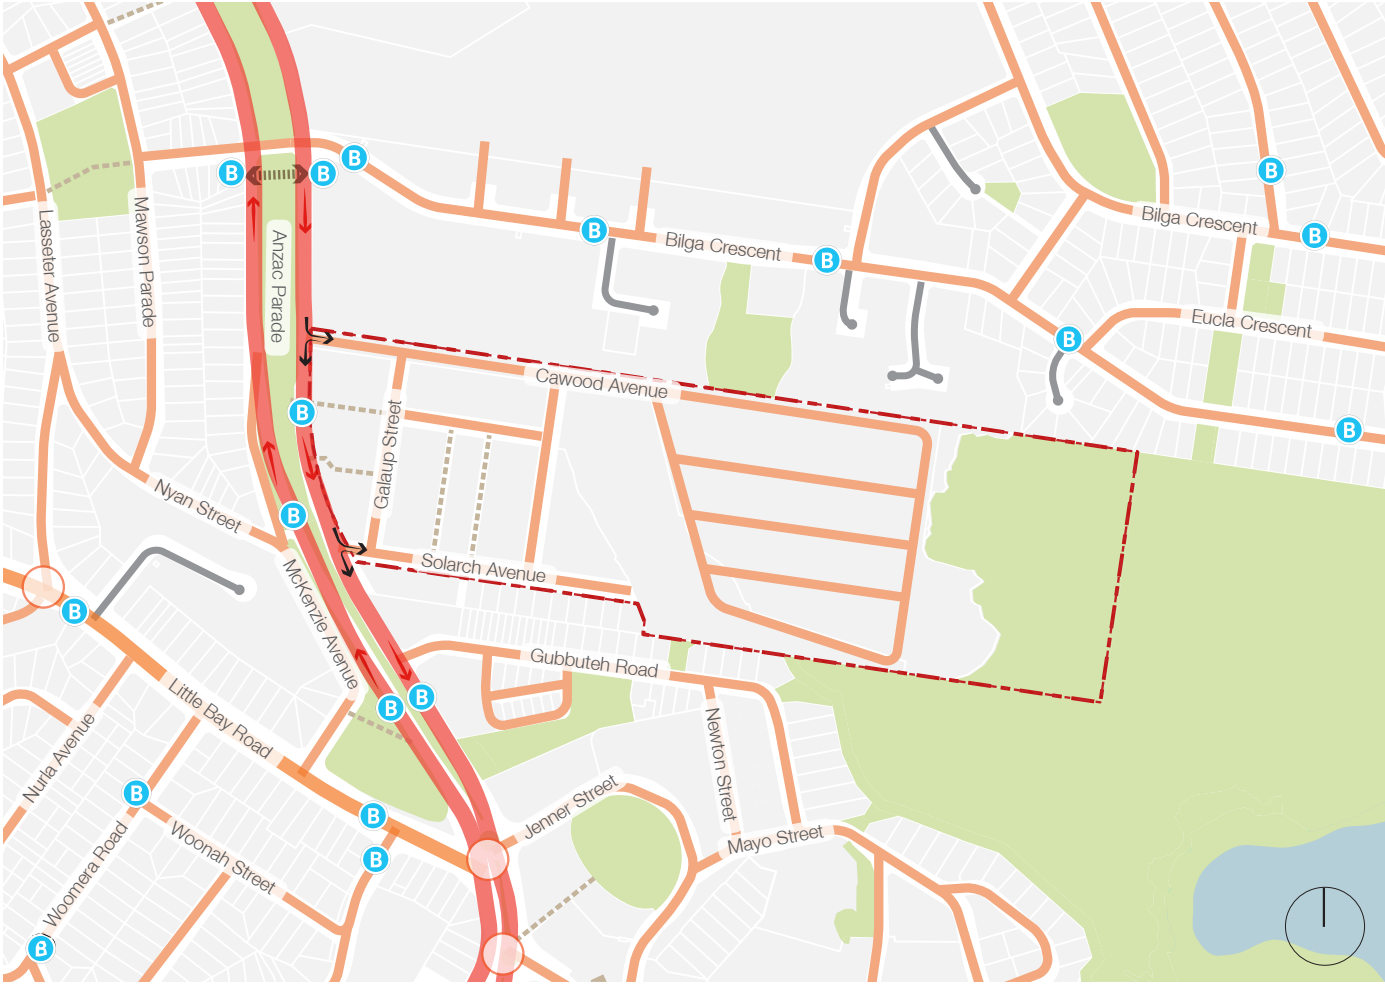 B
B
B
B
Lasseter Avenue
Mawson Parade
Anzac Parade
B
Bilga Crescent
B
Bilga Crescent
B
B
Eucla Crescent
B
Cawood Avenue
B
Galaup Street
B
Nyan Street
B
Solarch Avenue
McKenzie Avenue
B
Gubbuteh Road
Little Bay Road
B
B
Newton Street
Nurla Avenue
B
B
Jenner Street
Mayo Street
Woonah Street
Woomera Road
B
B